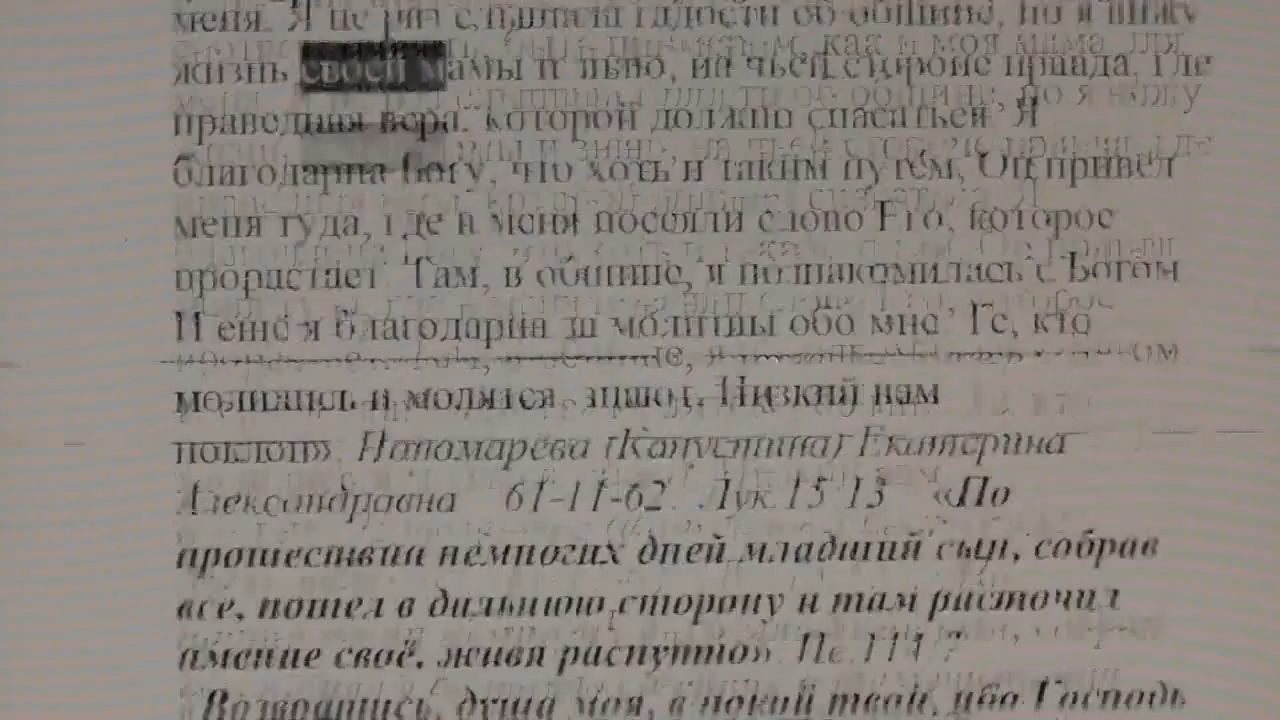 меня. Я не раз слышала гадости об общине, но я вижу
жизнь своей мамы и вижу, на чьей стороне правда, где
праведная вера, которой должно спасаться. Я
благодарна Богу, что хоть и таким путём, Он привёл
меня туда, где в меня посеяли слово Его, которое
прорастает. Там, в общине, я познакомилась с Богом
И ещё я благодарна за молитвы обо мне. Те, кто
молились и молятся, знают. Низкий вам
поклон» Пономарева (Капустина) Екатерина
Александровна 61-11-62. Лук.15:13 «По
прошествии немногих дней младший сын, собрав
всё, пошел в дальнюю сторону и там расточил
имение своё, живя распутно» Пс.114:7
Возвратись, душа моя, в покой твой, ибо Господь